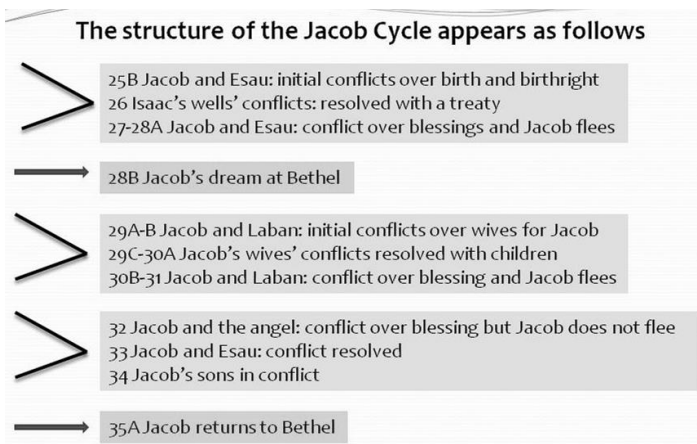 The structure of the Jacob Cycle appears as follows
25B Jacob and Esau: initial conflicts over birth and birthright
26 Isaac's wells' conflicts: resolved with a treaty
27-28A Jacob and Esau: conflict over blessings and Jacob flees
28B Jacob's dream at Bethel
29A-B Jacob and Laban: initial conflicts over wives for Jacob
29C-30A Jacob's wives' conflicts resolved with children
30B-31 Jacob and Laban: conflict over blessing and Jacob flees
32 Jacob and the angel: conflict over blessing but Jacob does not flee
33 Jacob and Esau: conflict resolved
34 Jacob's sons in conflict
35A Jacob returns to Bethel